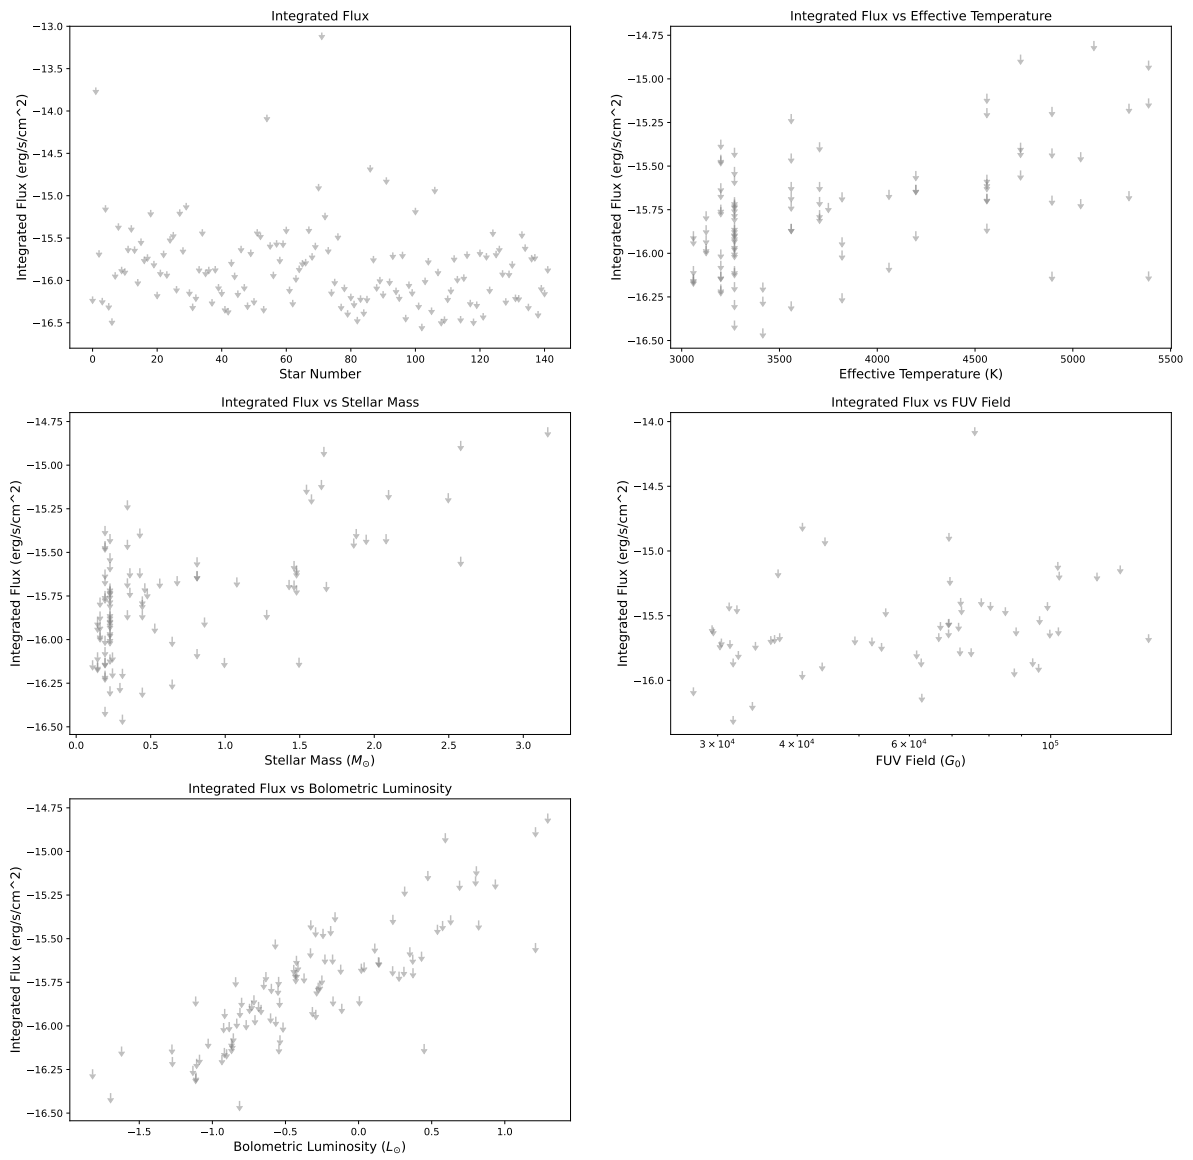 Integrated Flux
Integrated Flux (erg/s/cm^2)
−13.0
−13.5
−14.0
−14.5
−15.0
−15.5
−16.0
−16.5
0 20 40 60 80 100 120 140
Star Number
Integrated Flux vs Effective Temperature
Integrated Flux (erg/s/cm^2)
−14.75
−15.00
−15.25
−15.50
−15.75
−16.00
−16.25
−16.50
3000 3500 4000 4500 5000 5500
Effective Temperature (K)
Integrated Flux vs Stellar Mass
Integrated Flux (erg/s/cm^2)
−14.75
−15.00
−15.25
−15.50
−15.75
−16.00
−16.25
−16.50
0.0 0.5 1.0 1.5 2.0 2.5 3.0
Stellar Mass (M⊙)
Integrated Flux vs FUV Field
Integrated Flux (erg/s/cm^2)
−14.0
−14.5
−15.0
−15.5
−16.0
3 × 10⁴ 4 × 10⁴ 6 × 10⁴ 10⁵
FUV Field (G₀)
Integrated Flux vs Bolometric Luminosity
Integrated Flux (erg/s/cm^2)
−14.75
−15.00
−15.25
−15.50
−15.75
−16.00
−16.25
−16.50
−1.5 −1.0 −0.5 0.0 0.5 1.0
Bolometric Luminosity (L⊙)